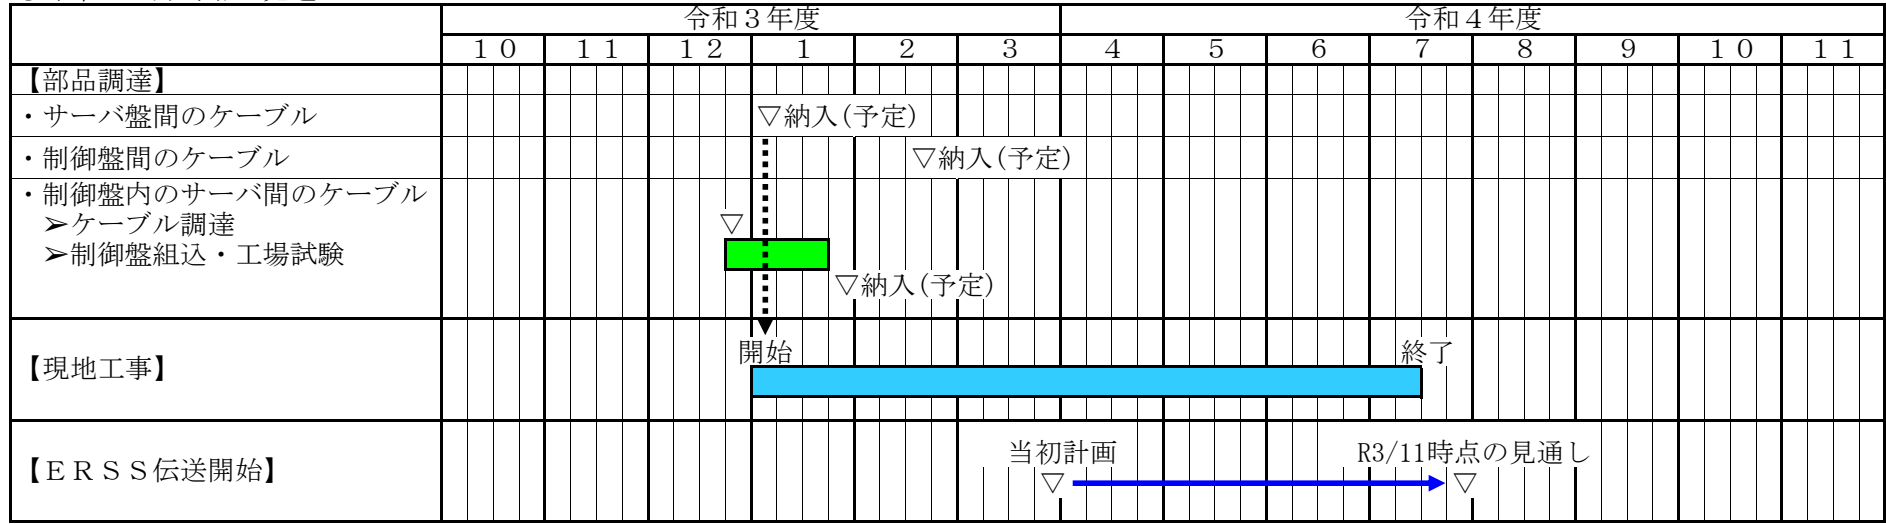 令和３年度 令和４年度
１０ １１ １２ １ ２ ３ ４ ５ ６ ７ ８ ９ １０ １１
【部品調達】
・サーバ盤間のケーブル ▽納入(予定)
・制御盤間のケーブル ▽納入(予定)
・制御盤内のサーバ間のケーブル
➢ケーブル調達 ▽
➢制御盤組込・工場試験
▽納入(予定)
開始 終了
【現地工事】
当初計画 R3/11時点の見通し
【ＥＲＳＳ伝送開始】 ▽ ▽